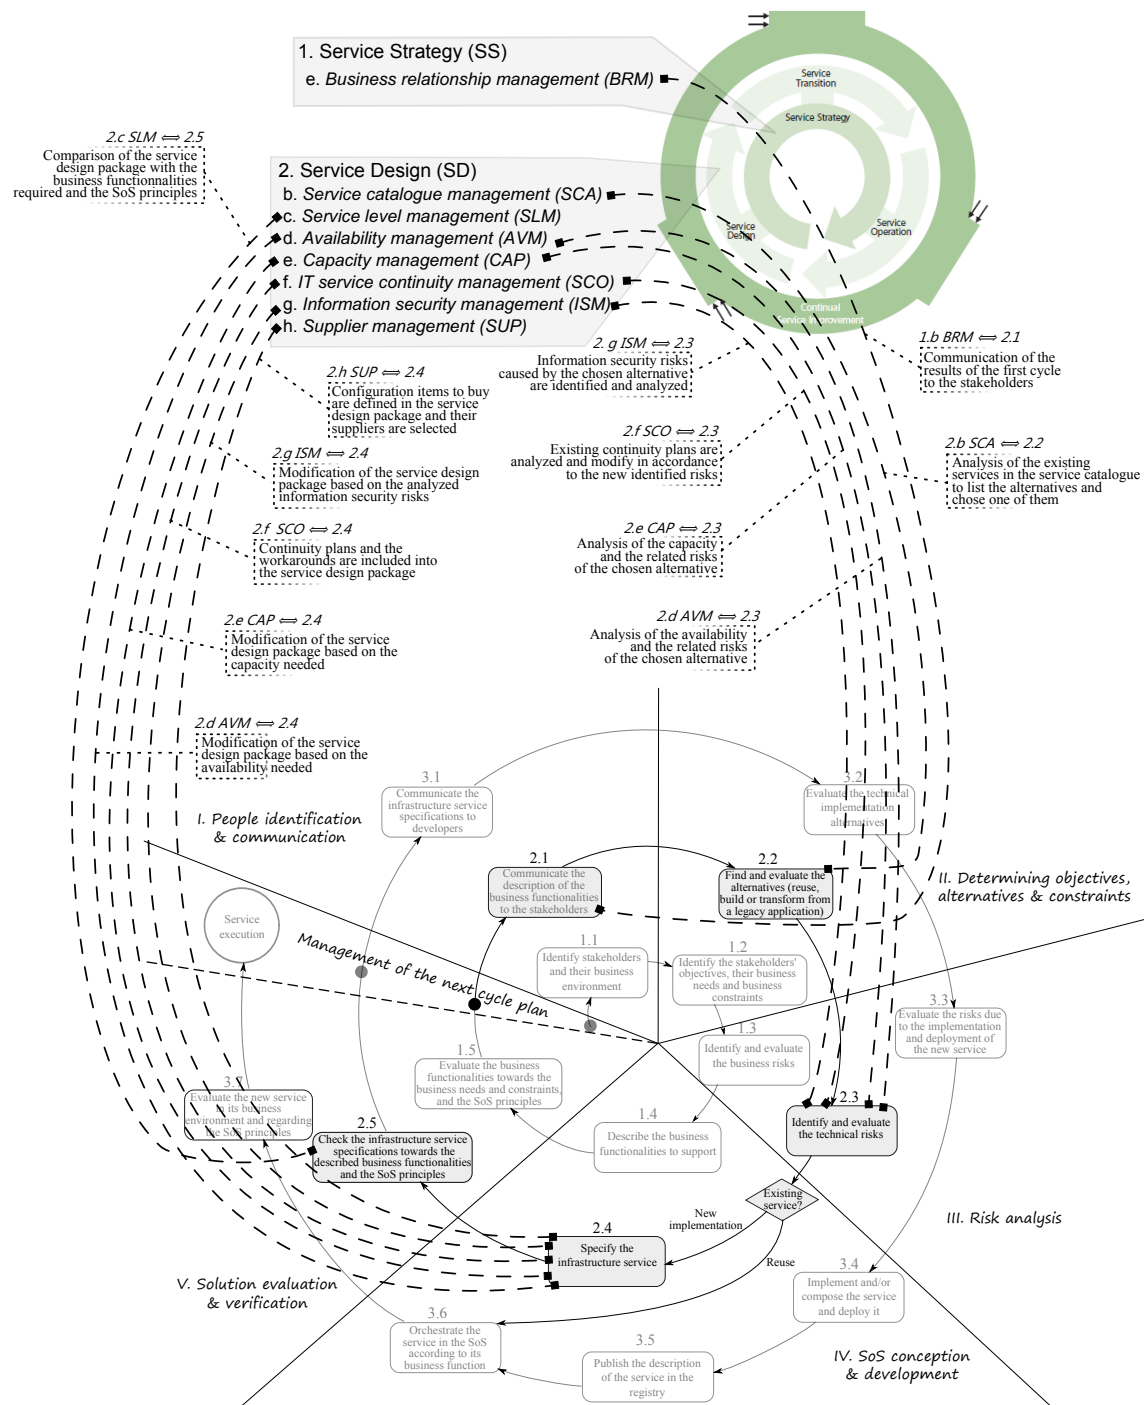 1. Service Strategy (SS)
e. Business relationship management (BRM)
Service
Transition
Service Strategy
Service
Design
Service
Operation
Continual
Service Improvement
2.c SLM ⟺ 2.5
Comparison of the service
design package with the
business functionnalities
required and the SoS principles
2. Service Design (SD)
b. Service catalogue management (SCA)
c. Service level management (SLM)
d. Availability management (AVM)
e. Capacity management (CAP)
f. IT service continuity management (SCO)
g. Information security management (ISM)
h. Supplier management (SUP)
2. g ISM ⟺ 2.3
Information security risks
caused by the chosen alternative
are identified and analyzed
1.b BRM ⟺ 2.1
Communication of the
results of the first cycle
to the stakeholders
2.h SUP ⟺ 2.4
Configuration items to buy
are defined in the service
design package and their
suppliers are selected
2.f SCO ⟺ 2.3
Existing continuity plans are
analyzed and modify in accordance
to the new identified risks
2.b SCA ⟺ 2.2
Analysis of the existing
services in the service catalogue
to list the alternatives and
chose one of them
2.g ISM ⟺ 2.4
Modification of the service design
package based on the analyzed
information security risks
2.f SCO ⟺ 2.4
Continuity plans and the
workarounds are included into
the service design package
2.e CAP ⟺ 2.3
Analysis of the capacity
and the related risks
of the chosen alternative
2.e CAP ⟺ 2.4
Modification of the service
design package based on the
capacity needed
2.d AVM ⟺ 2.3
Analysis of the availability
and the related risks
of the chosen alternative
2.d AVM ⟺ 2.4
Modification of the service
design package based on the
availability needed
I. People identification
& communication
3.1
Communicate the
infrastructure service
specifications to
developers
3.2
Evaluate the technical
implementation
alternatives
2.1
Communicate the
description of the
business functionalities
to the stakeholders
2.2
Find and evaluate the
alternatives (reuse,
build or transform from
a legacy application)
II. Determining objectives,
alternatives & constraints
Service
execution
Management of the next cycle plan
1.1
Identify stakeholders
and their business
environment
1.2
Identify the stakeholders'
objectives, their business
needs and business
constraints
1.3
Identify and evaluate
the business risks
3.3
Evaluate the risks due
to the implementation
and deployment of
the new service
1.5
Evaluate the business
functionalities towards the
business needs and constraints,
and the SoS principles
1.4
Describe the business
functionalities to support
2.3
Identify and evaluate
the technical risks
3.7
Evaluate the new service
in its business
environment and regarding
the SoS principles
2.5
Check the infrastructure service
specifications towards the
described business functionalities
and the SoS principles
Existing
service?
New
implementation
Reuse
III. Risk analysis
2.4
Specify the
infrastructure service
V. Solution evaluation
& verification
3.4
Implement and/or
compose the service
and deploy it
3.6
Orchestrate the
service in the SoS
according to its
business function
3.5
Publish the description
of the service in the
registry
IV. SoS conception
& development